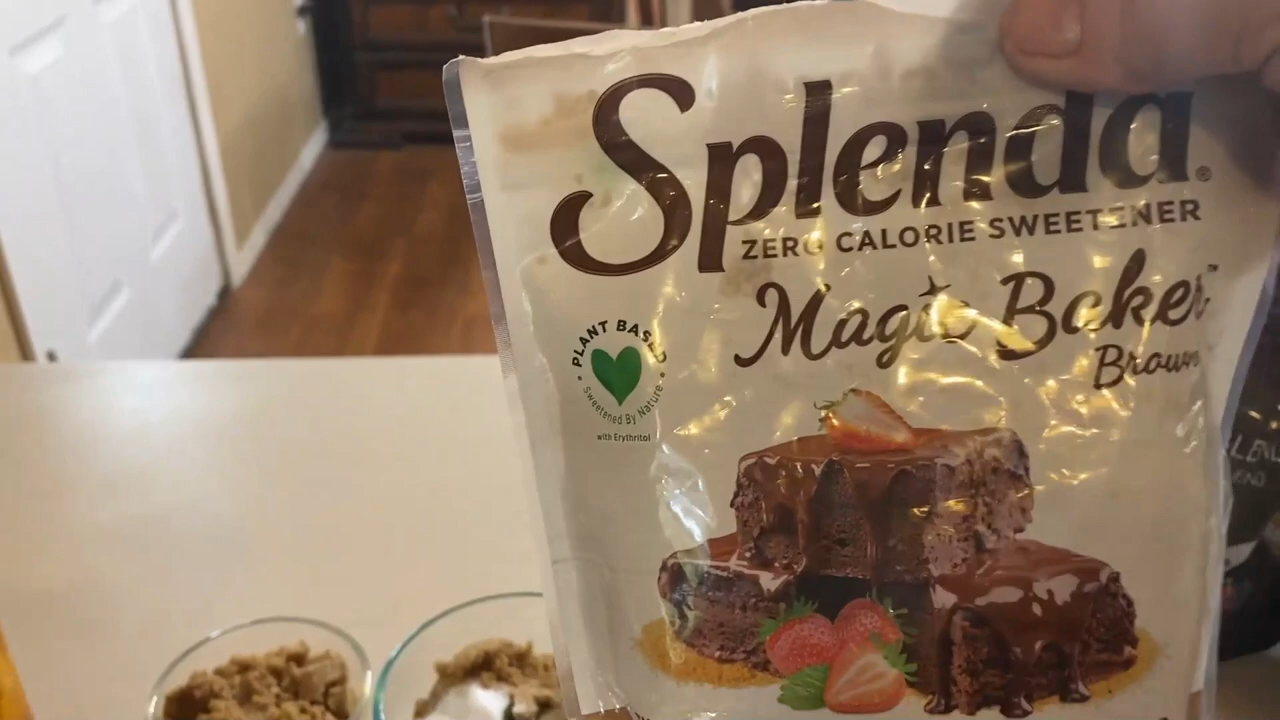 Splenda®
ZERO CALORIE SWEETENER
Magic Baker™
Brown
PLANT BASED
Sweetened By Nature
with Erythritol